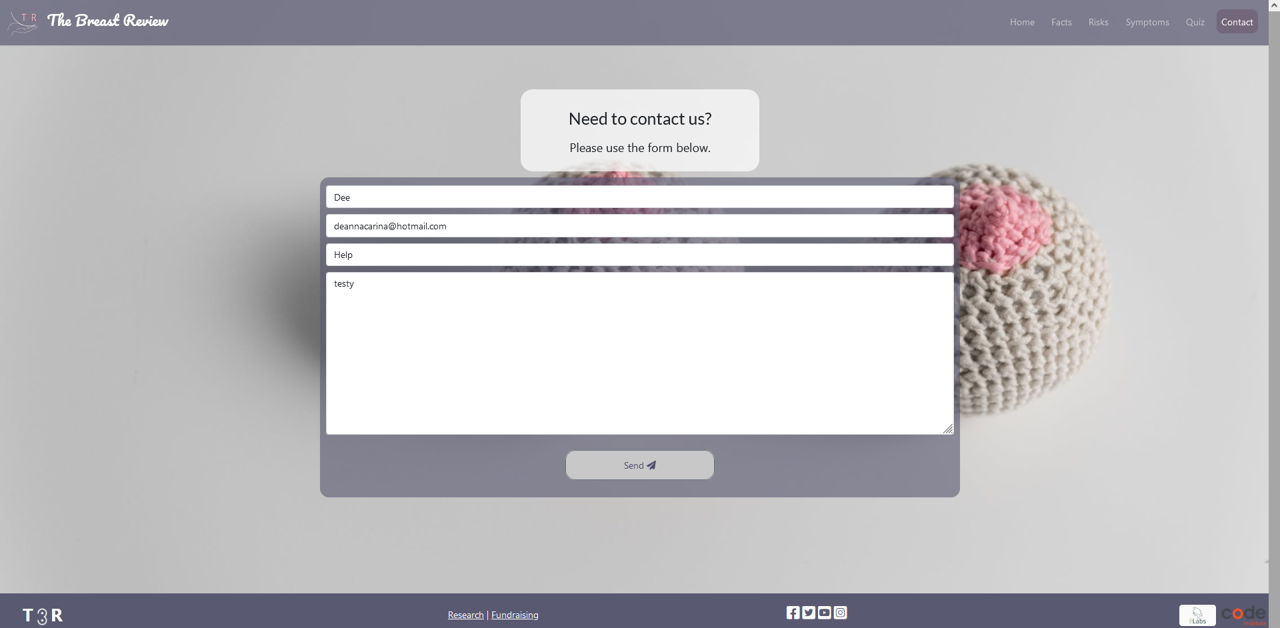 T R The Breast Review
Home Facts Risks Symptoms Quiz Contact
Need to contact us?
Please use the form below.
Dee
deannacarina@hotmail.com
Help
testy
Send
T R
Research | Fundraising
Labs
code